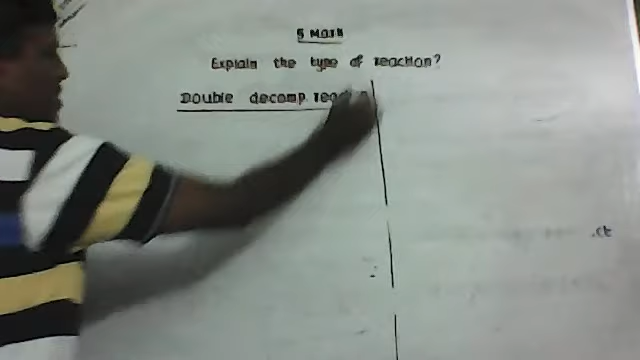 5 MARK
Explain the type of reaction?
Double decomp